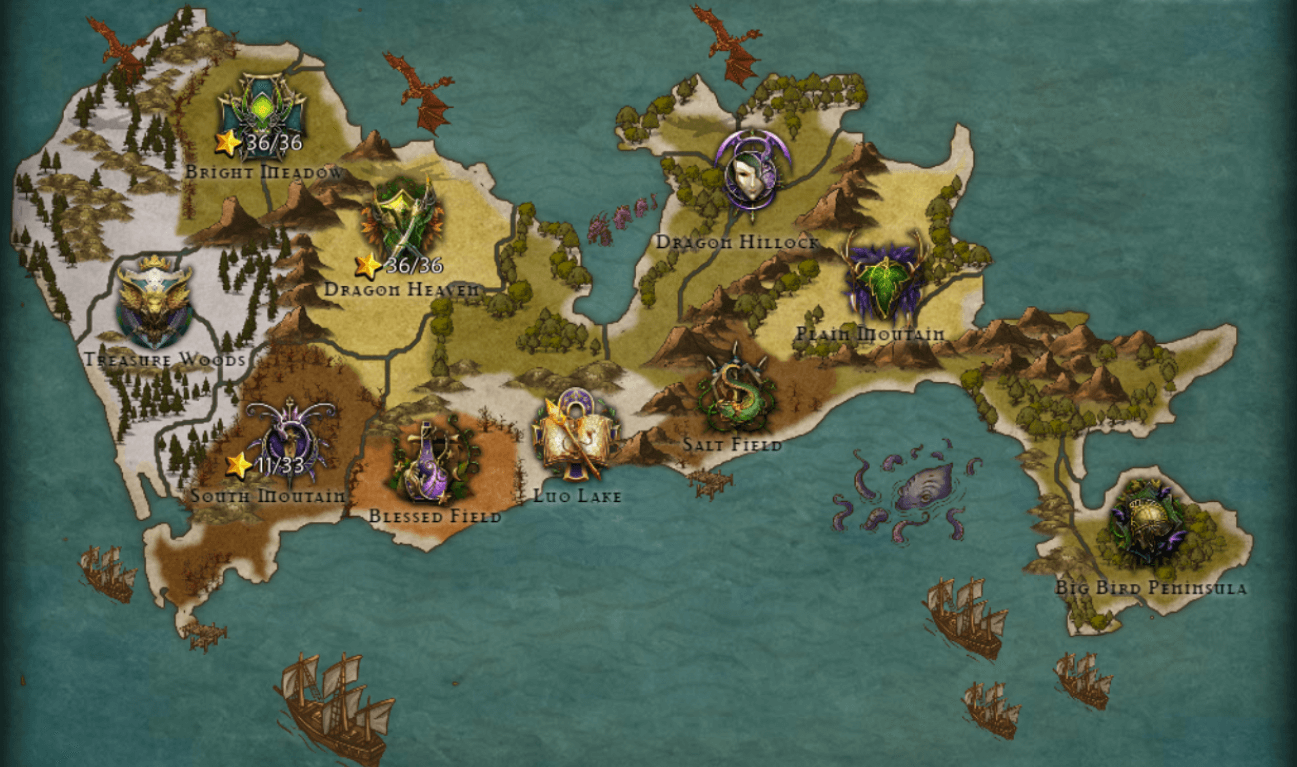 36/36
BRIGHT MEADOW
DRAGON HILLOCK
36/36
DRAGON HEAVEN
PLAIN MOUTAIN
TREASURE WOODS
SALT FIELD
11/33
SOUTH MOUTAIN
LUO LAKE
BLESSED FIELD
BIG BIRD PENINSULA